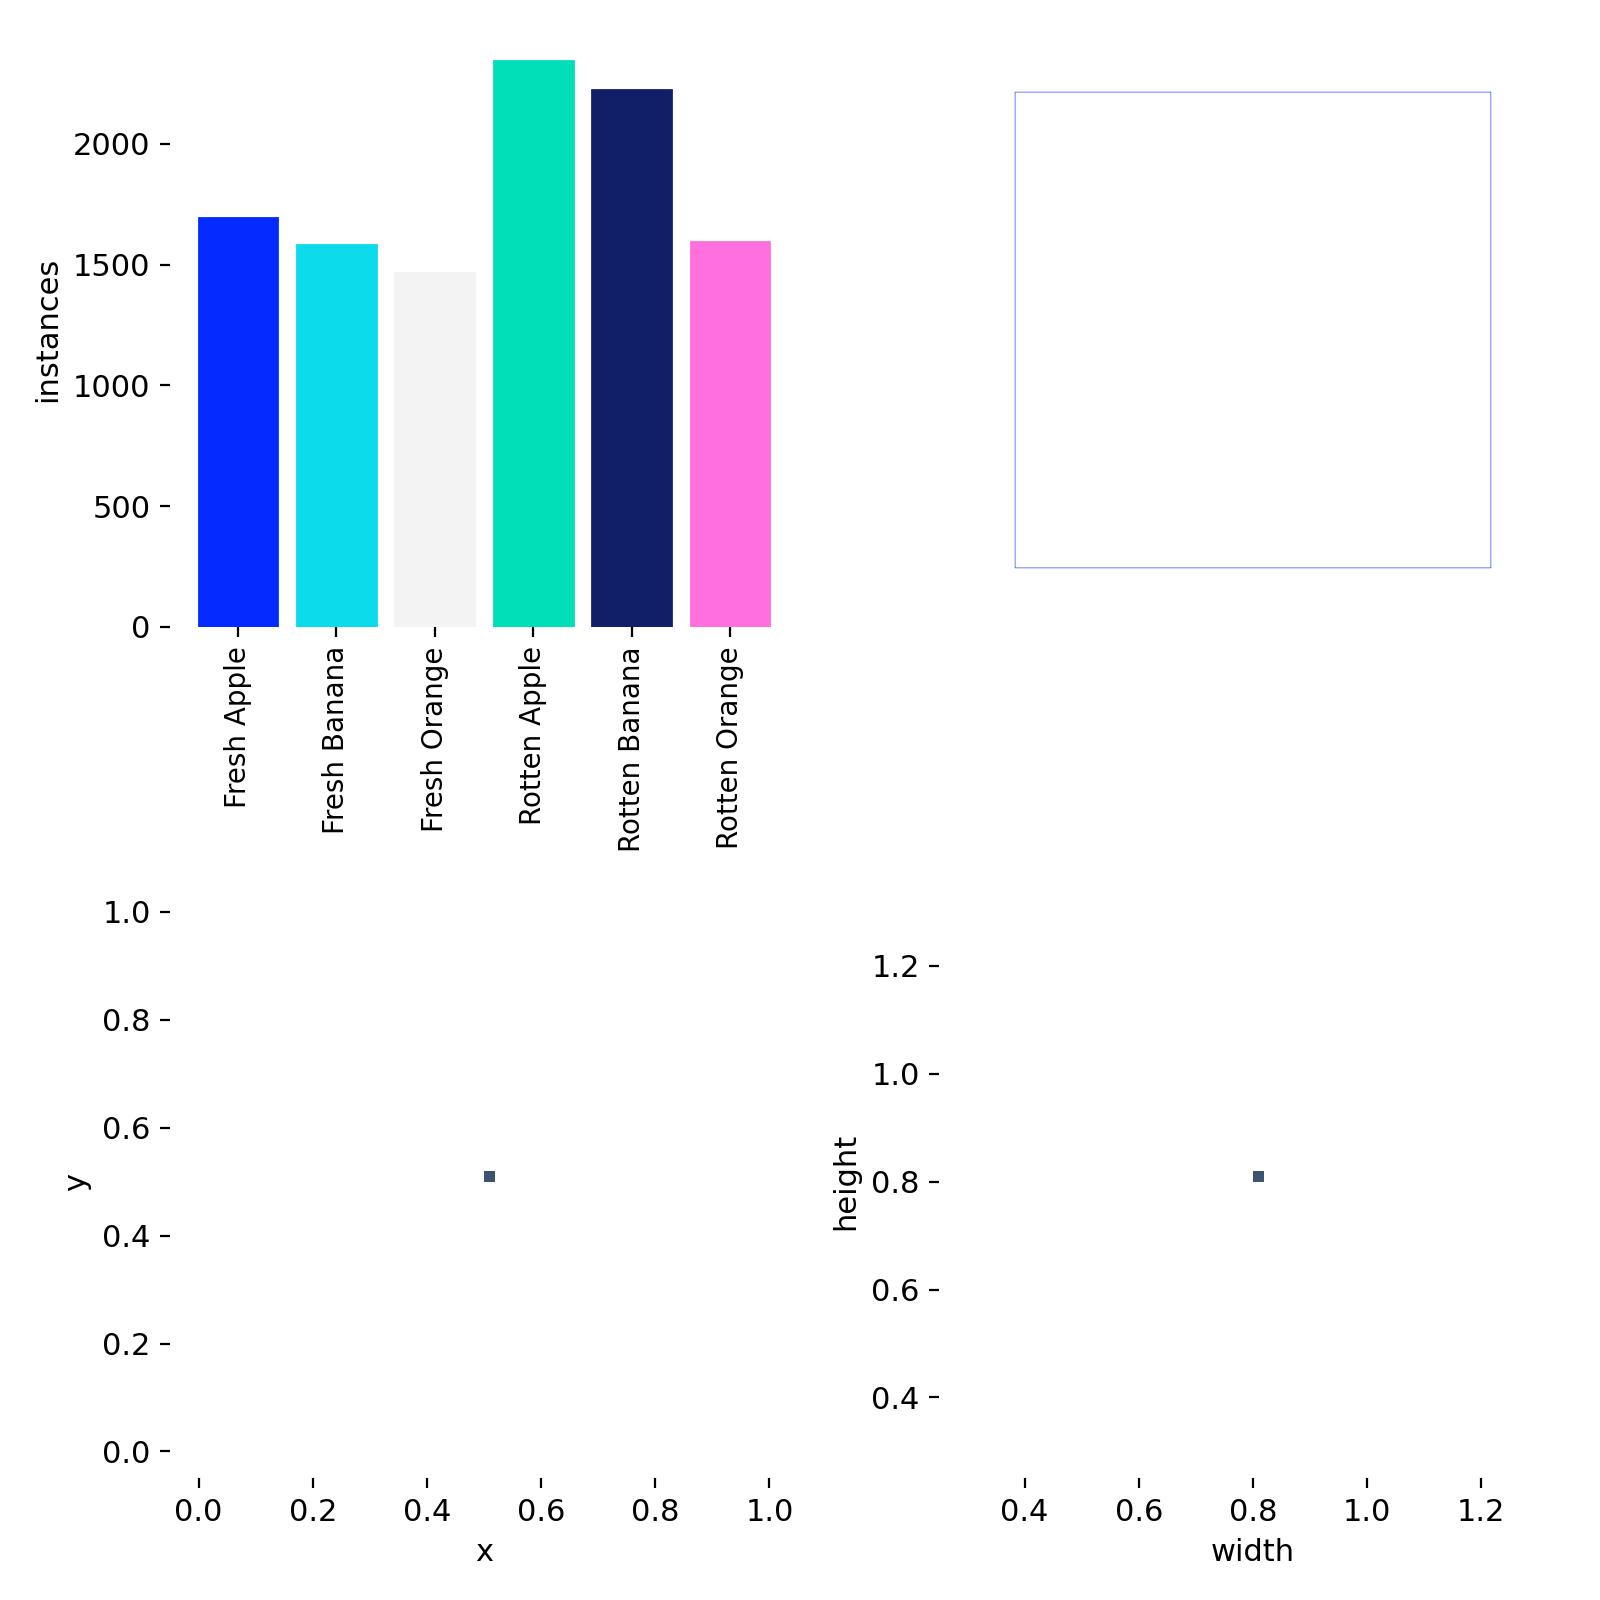 instances
2000
1500
1000
500
0
Fresh Apple
Fresh Banana
Fresh Orange
Rotten Apple
Rotten Banana
Rotten Orange
y
1.0
0.8
0.6
0.4
0.2
0.0
0.0 0.2 0.4 0.6 0.8 1.0
x
height
1.2
1.0
0.8
0.6
0.4
0.4 0.6 0.8 1.0 1.2
width